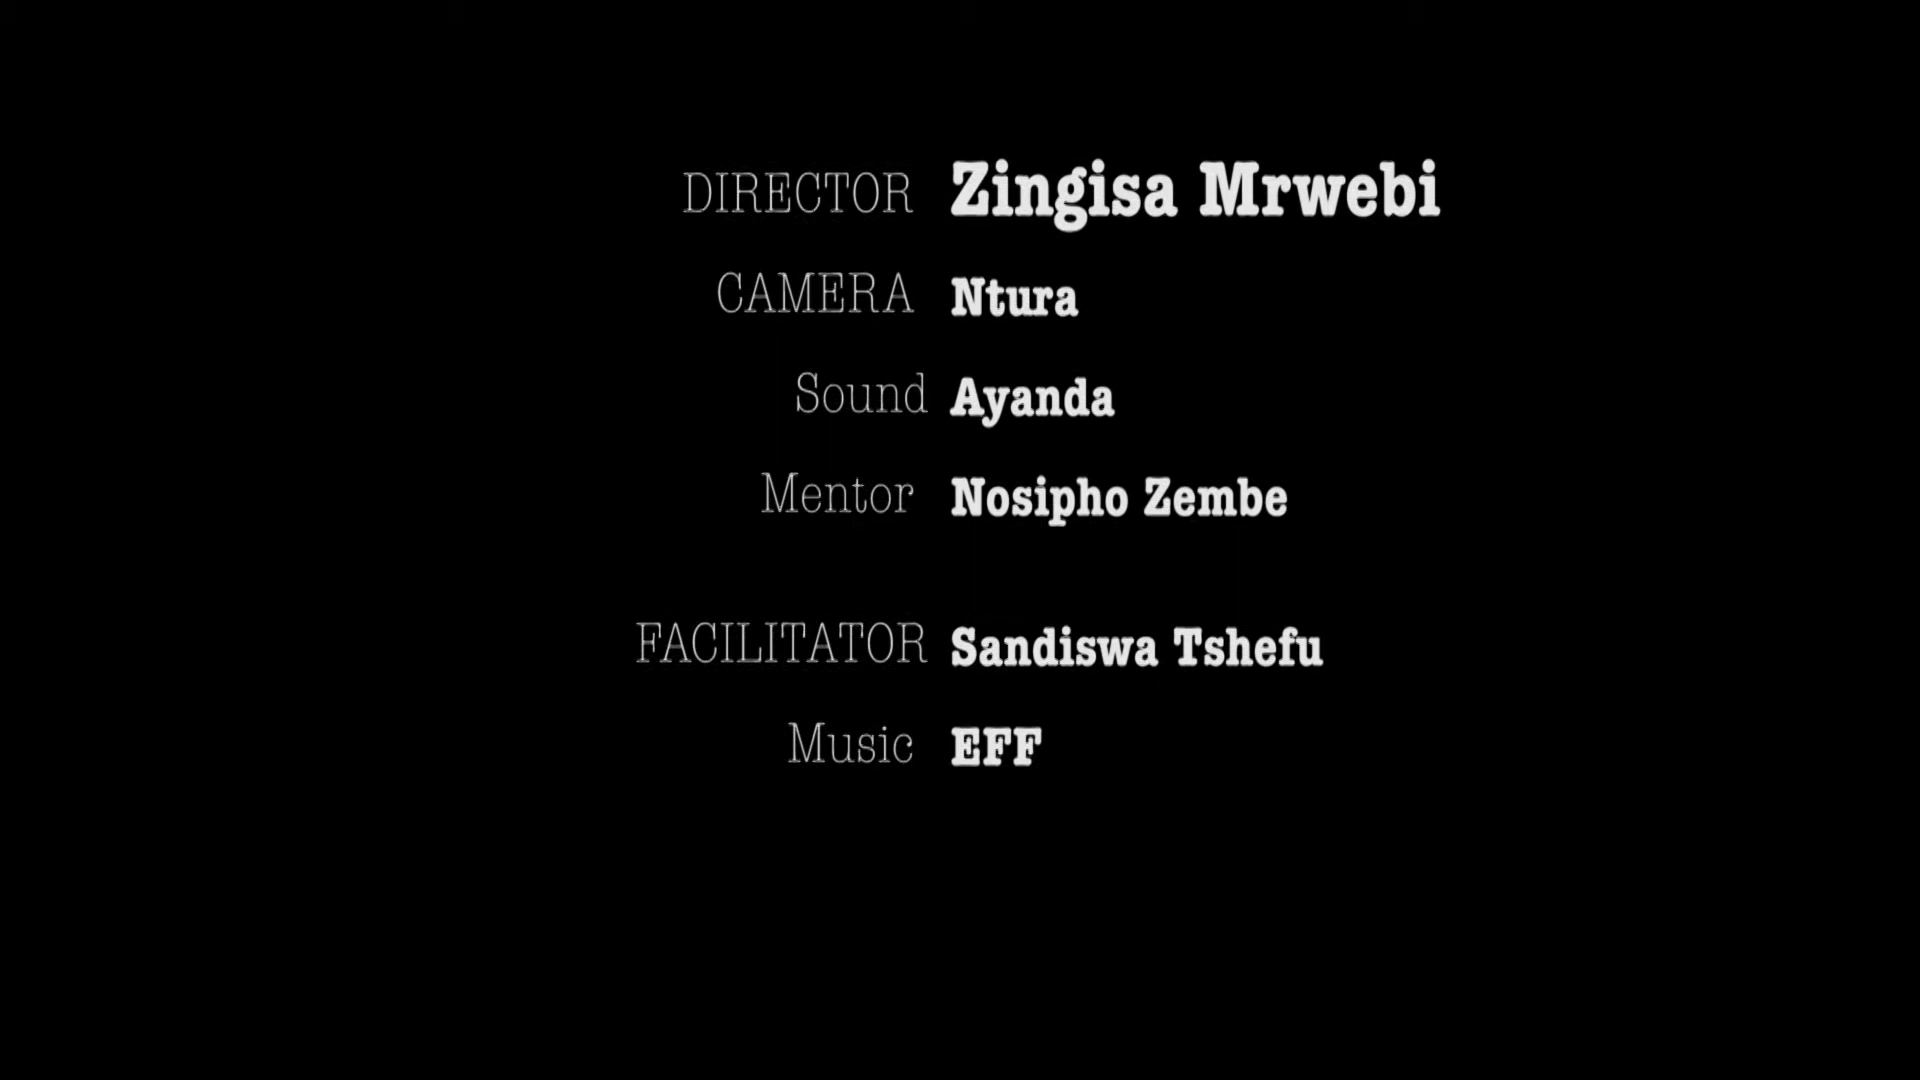 DIRECTOR Zingisa Mrwebi
CAMERA Ntura
Sound Ayanda
Mentor Nosipho Zembe
FACILITATOR Sandiswa Tshefu
Music EFF